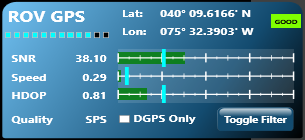 ROV GPS Lat: 040° 09.6166' N GOOD
Lon: 075° 32.3903' W
SNR 38.10
Speed 0.29
HDOP 0.81
Quality SPS DGPS Only Toggle Filter